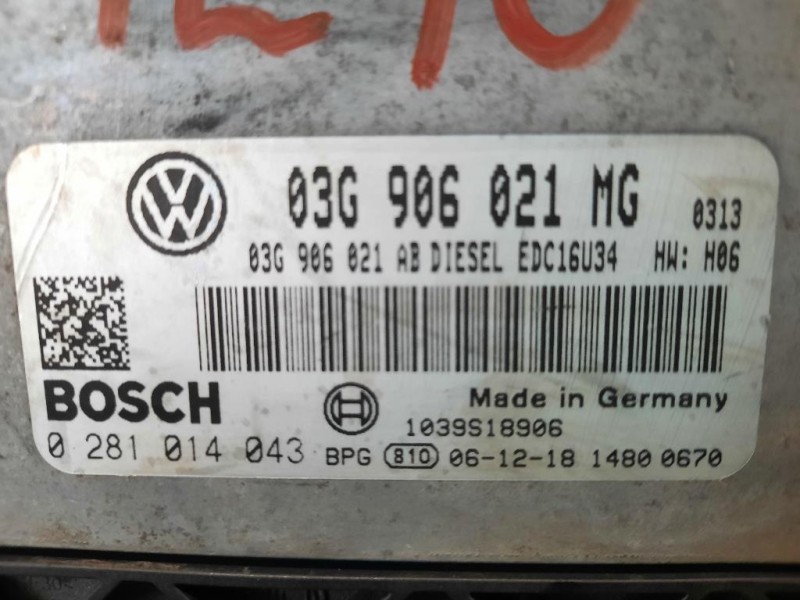 03G 906 021 MG 0313
03G 906 021 AB DIESEL EDC16U34 HW: H06
BOSCH
Made in Germany
1039S18906
0 281 014 043 BPG 810 06-12-18 1480 0670